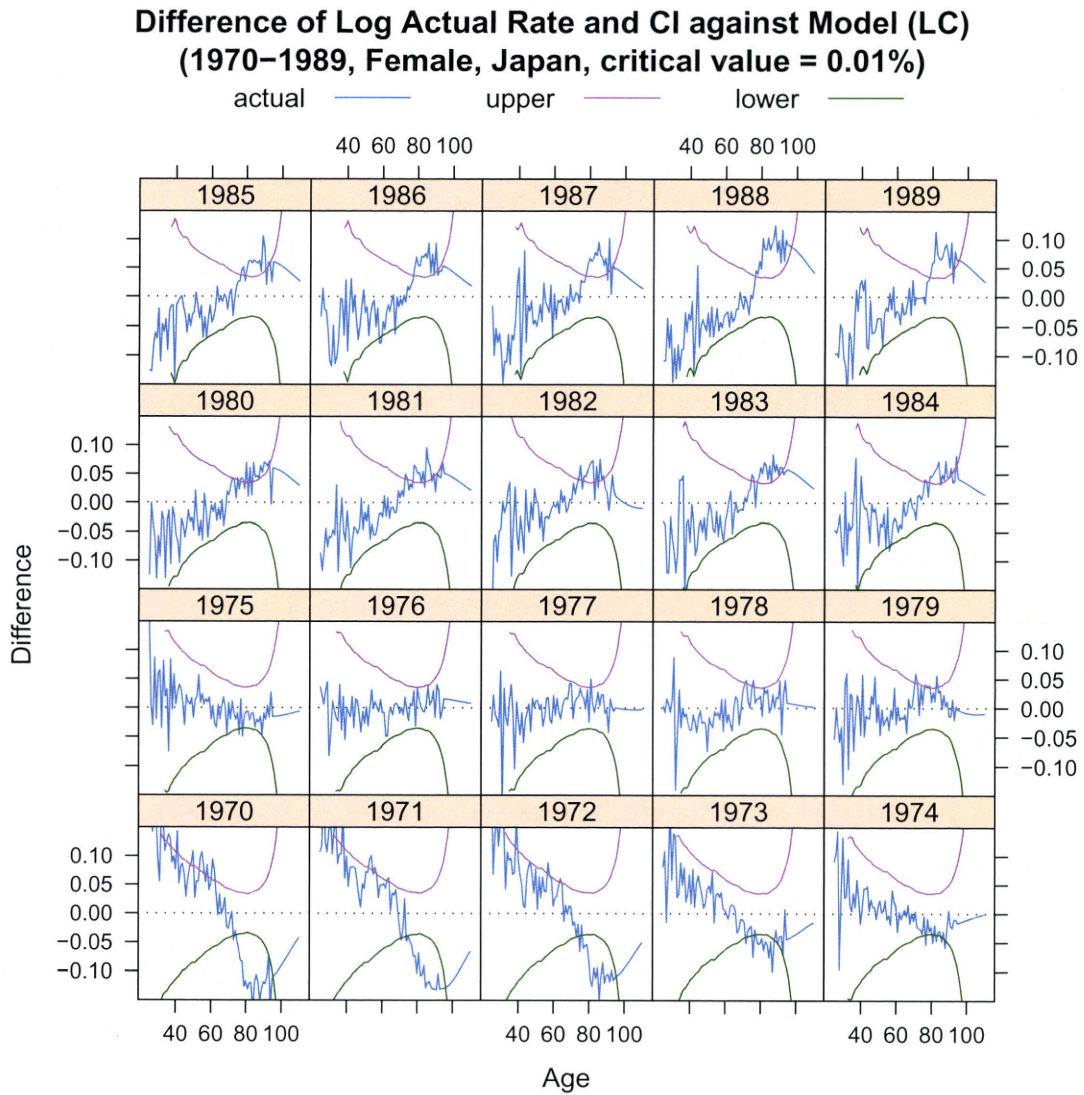 Difference of Log Actual Rate and CI against Model (LC)
(1970−1989, Female, Japan, critical value = 0.01%)
actual upper lower
40 60 80 100 40 60 80 100
1985 1986 1987 1988 1989
0.10
0.05
0.00
−0.05
−0.10
1980 1981 1982 1983 1984
0.10
0.05
0.00
−0.05
−0.10
1975 1976 1977 1978 1979
0.10
0.05
0.00
−0.05
−0.10
1970 1971 1972 1973 1974
0.10
0.05
0.00
−0.05
−0.10
40 60 80 100 40 60 80 100 40 60 80 100
Difference
Age